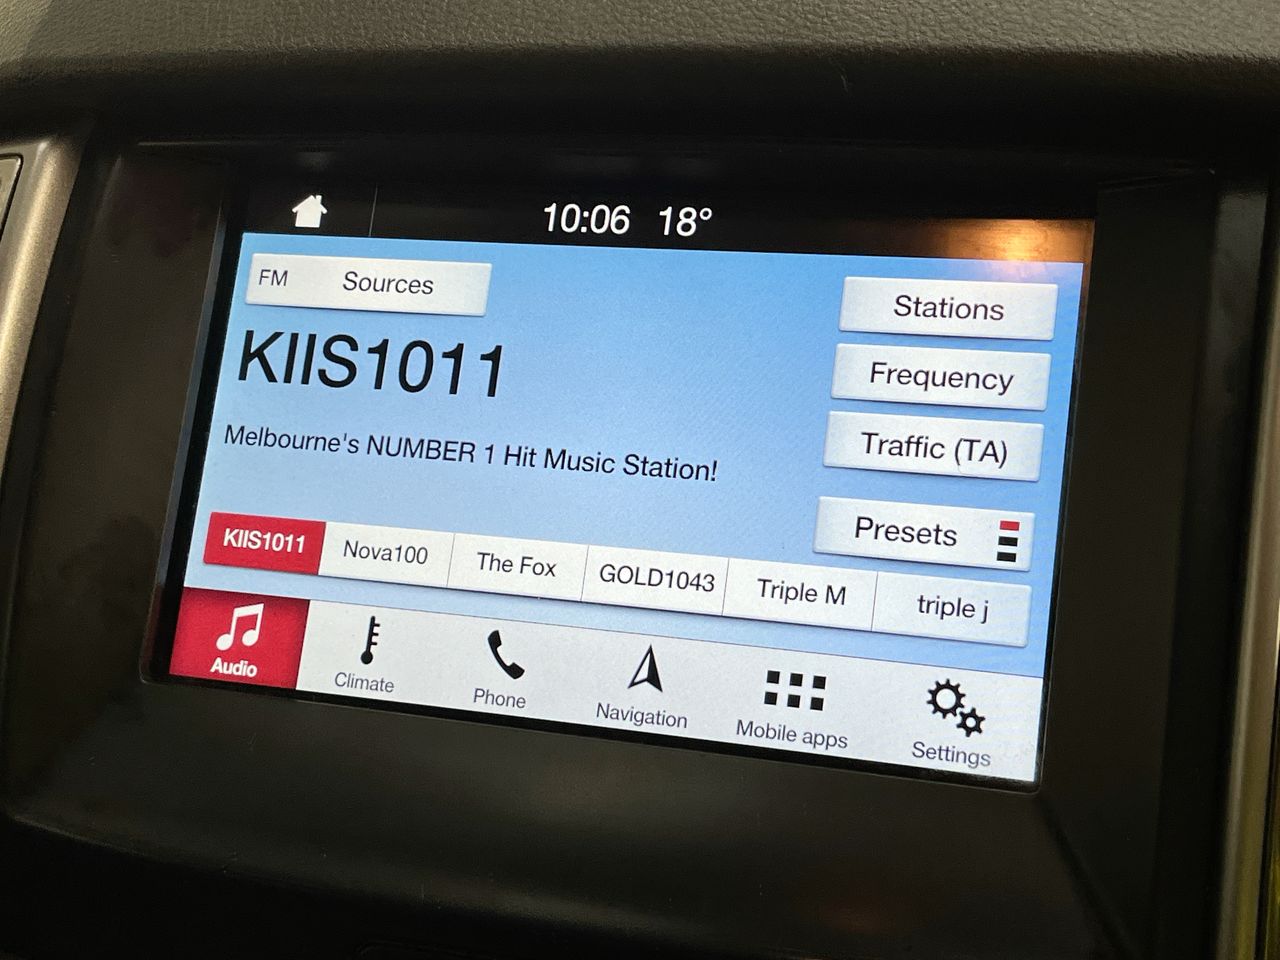 10:06 18°
FM Sources
Stations
KIIS1011
Frequency
Melbourne's NUMBER 1 Hit Music Station!
Traffic (TA)
Presets
KIIS1011 Nova100 The Fox GOLD1043 Triple M triple j
Audio Climate Phone Navigation Mobile apps Settings